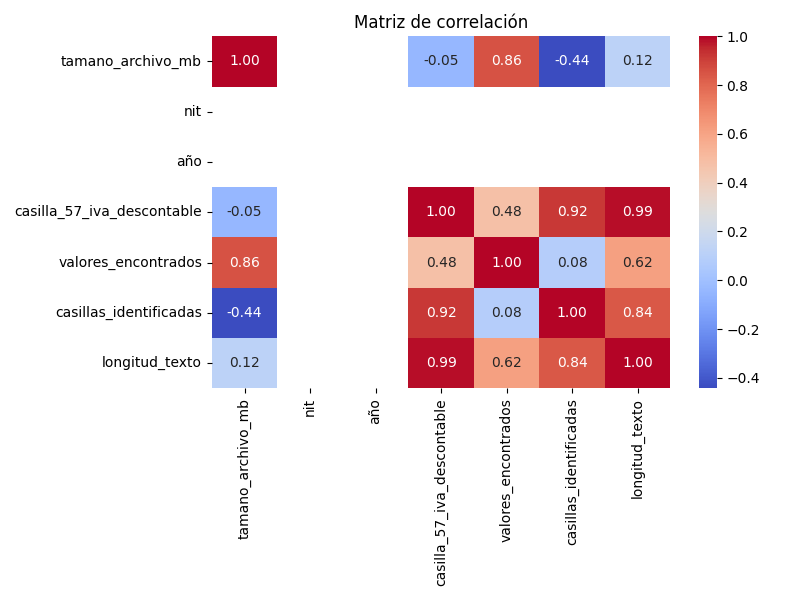 Matriz de correlación
tamano_archivo_mb 1.00 -0.05 0.86 -0.44 0.12
nit
año
casilla_57_iva_descontable -0.05 1.00 0.48 0.92 0.99
valores_encontrados 0.86 0.48 1.00 0.08 0.62
casillas_identificadas -0.44 0.92 0.08 1.00 0.84
longitud_texto 0.12 0.99 0.62 0.84 1.00
tamano_archivo_mb
nit
año
casilla_57_iva_descontable
valores_encontrados
casillas_identificadas
longitud_texto
1.0
0.8
0.6
0.4
0.2
0.0
−0.2
−0.4